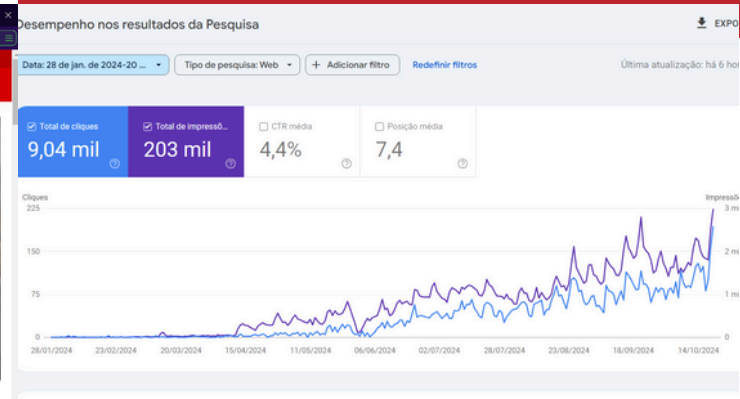 Desempenho nos resultados da Pesquisa
EXPO
Data: 28 de jan. de 2024-20 ...
Tipo de pesquisa: Web
+ Adicionar filtro
Redefinir filtros
Última atualização: há 6 hor
Total de cliques
Total de impressõ...
CTR média
Posição média
9,04 mil
203 mil
4,4%
7,4
Cliques
Impressõe
225
3 mi
150
2 mi
75
1 mi
0
0
28/01/2024
23/02/2024
20/03/2024
15/04/2024
11/05/2024
06/06/2024
02/07/2024
28/07/2024
23/08/2024
18/09/2024
14/10/2024